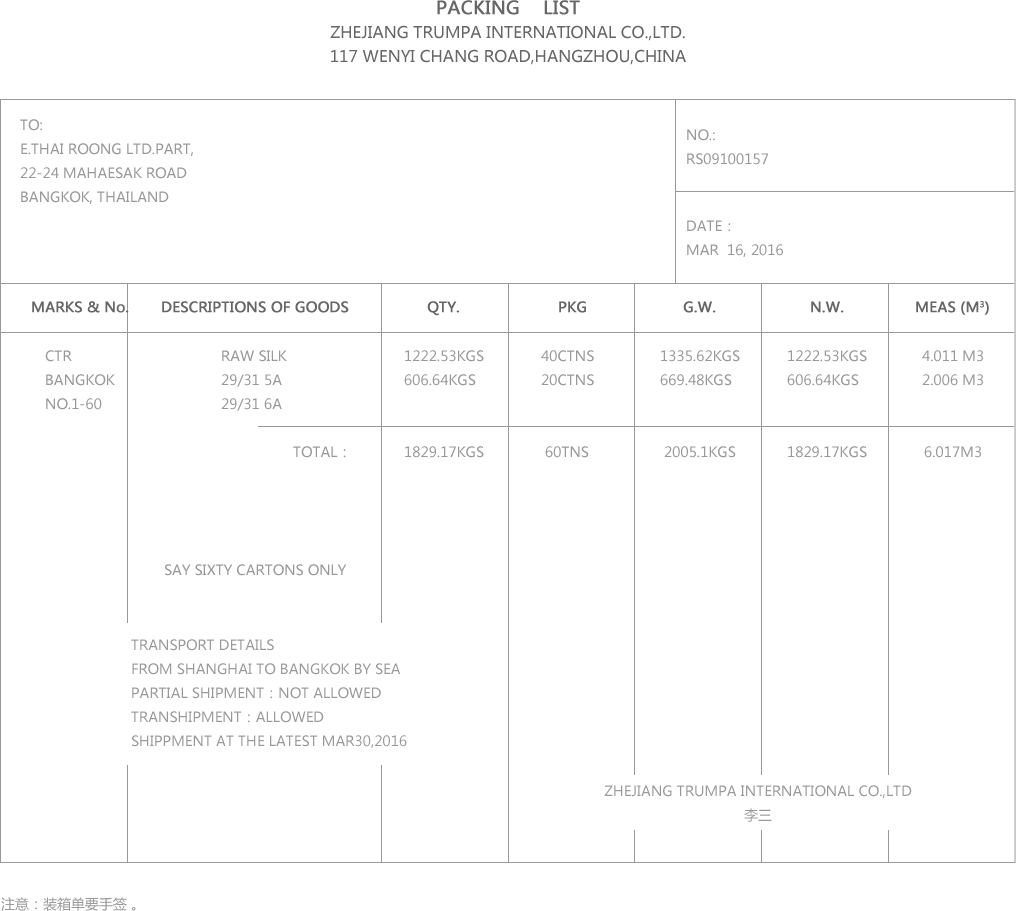 PACKING LIST
ZHEJIANG TRUMPA INTERNATIONAL CO.,LTD.
117 WENYI CHANG ROAD,HANGZHOU,CHINA
TO:
E.THAI ROONG LTD.PART,
22-24 MAHAESAK ROAD
BANGKOK, THAILAND
NO.:
RS09100157
DATE：
MAR 16, 2016
MARKS & No. DESCRIPTIONS OF GOODS QTY. PKG G.W. N.W. MEAS (M³)
CTR RAW SILK 1222.53KGS 40CTNS 1335.62KGS 1222.53KGS 4.011 M3
BANGKOK 29/31 5A 606.64KGS 20CTNS 669.48KGS 606.64KGS 2.006 M3
NO.1-60 29/31 6A
TOTAL： 1829.17KGS 60TNS 2005.1KGS 1829.17KGS 6.017M3
SAY SIXTY CARTONS ONLY
TRANSPORT DETAILS
FROM SHANGHAI TO BANGKOK BY SEA
PARTIAL SHIPMENT：NOT ALLOWED
TRANSHIPMENT：ALLOWED
SHIPPMENT AT THE LATEST MAR30,2016
ZHEJIANG TRUMPA INTERNATIONAL CO.,LTD
李三
注意：装箱单要手签。